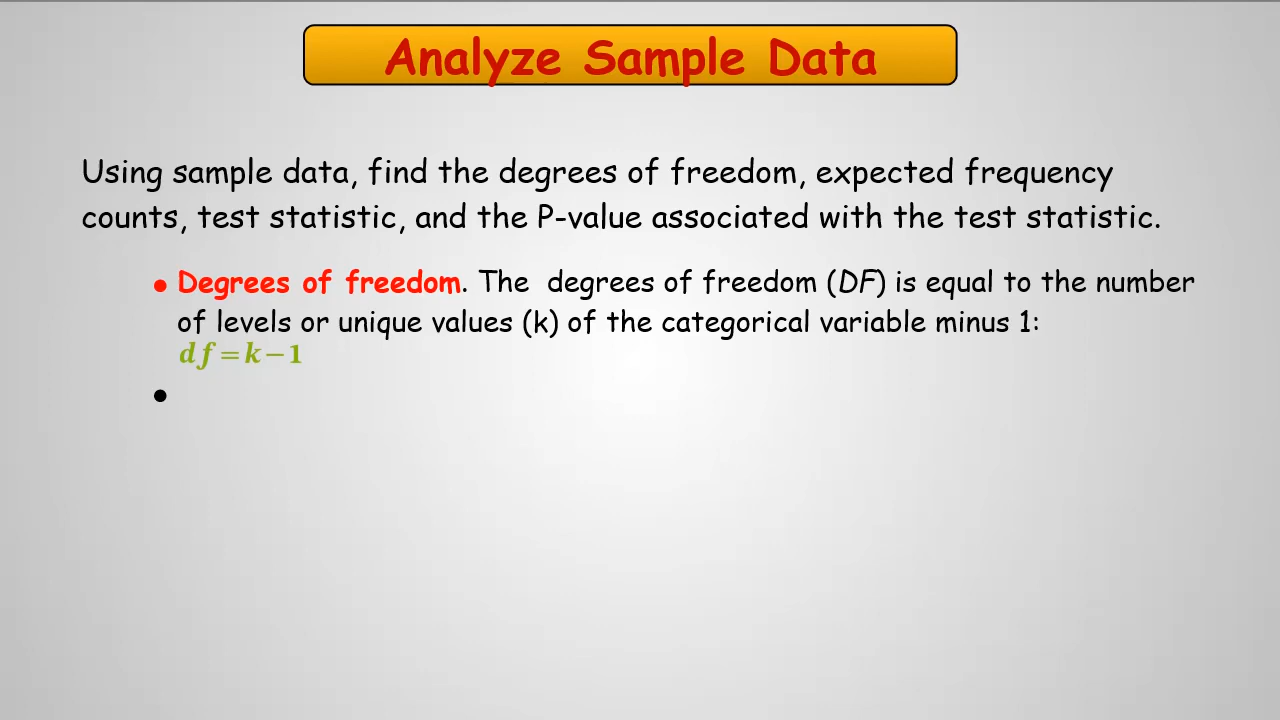 Analyze Sample Data
Using sample data, find the degrees of freedom, expected frequency
counts, test statistic, and the P-value associated with the test statistic.
• Degrees of freedom. The  degrees of freedom (DF) is equal to the number
of levels or unique values (k) of the categorical variable minus 1:
df = k − 1
•